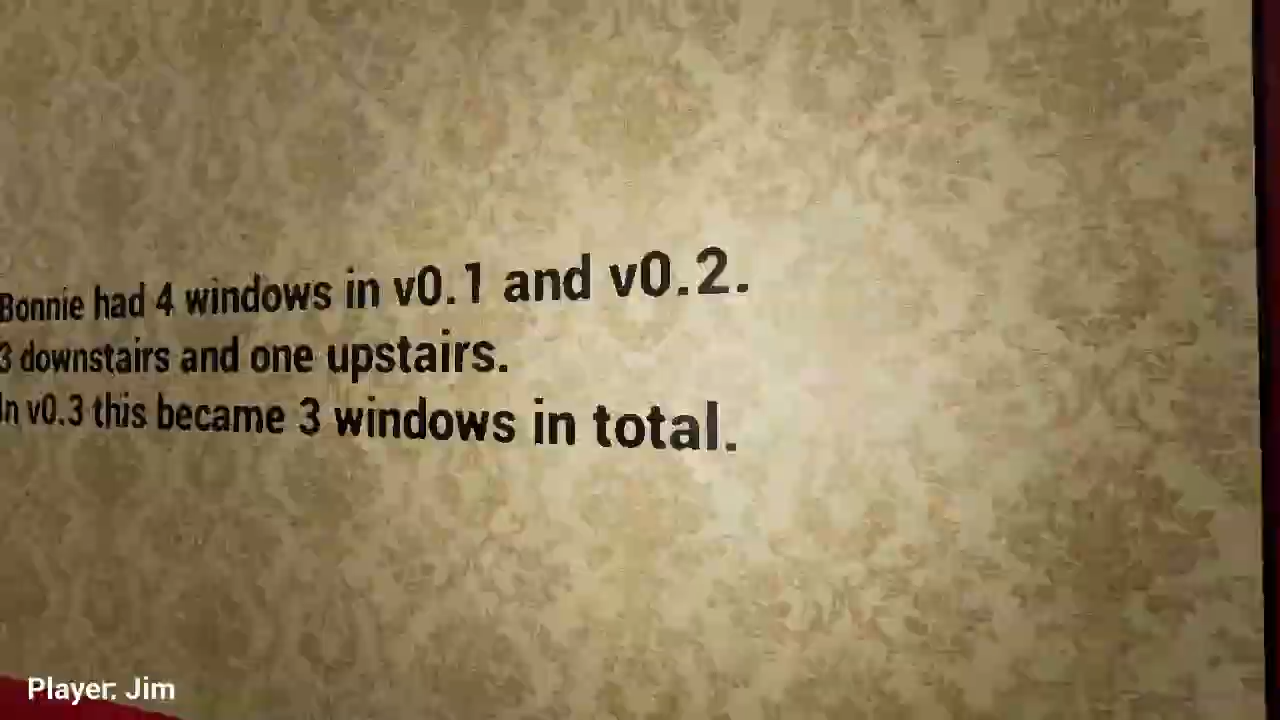 Bonnie had 4 windows in v0.1 and v0.2.
3 downstairs and one upstairs.
In v0.3 this became 3 windows in total.
Player: Jim